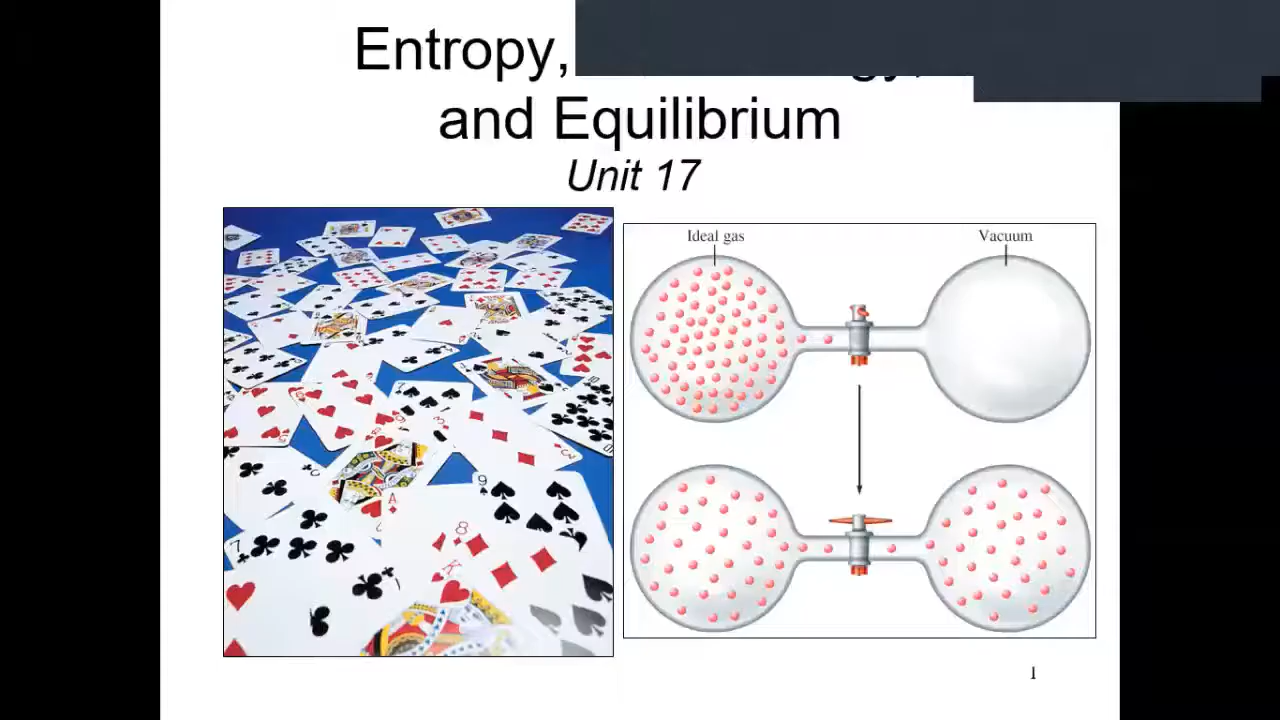 Entropy,
and Equilibrium
Unit 17
Ideal gas
Vacuum
1